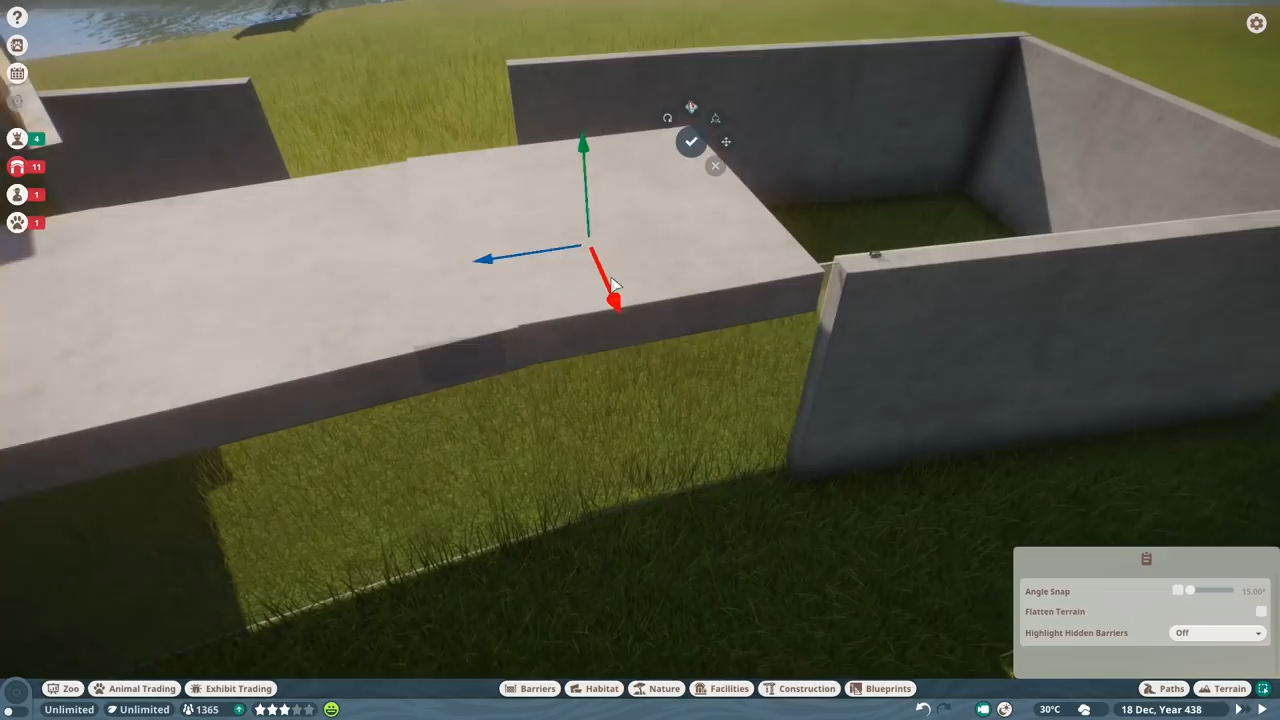 ?
4
11
1
1
Angle Snap 15.00°
Flatten Terrain
Highlight Hidden Barriers Off
Zoo Animal Trading Exhibit Trading Barriers Habitat Nature Facilities Construction Blueprints Paths Terrain
Unlimited Unlimited 1365 30°C 18 Dec, Year 438